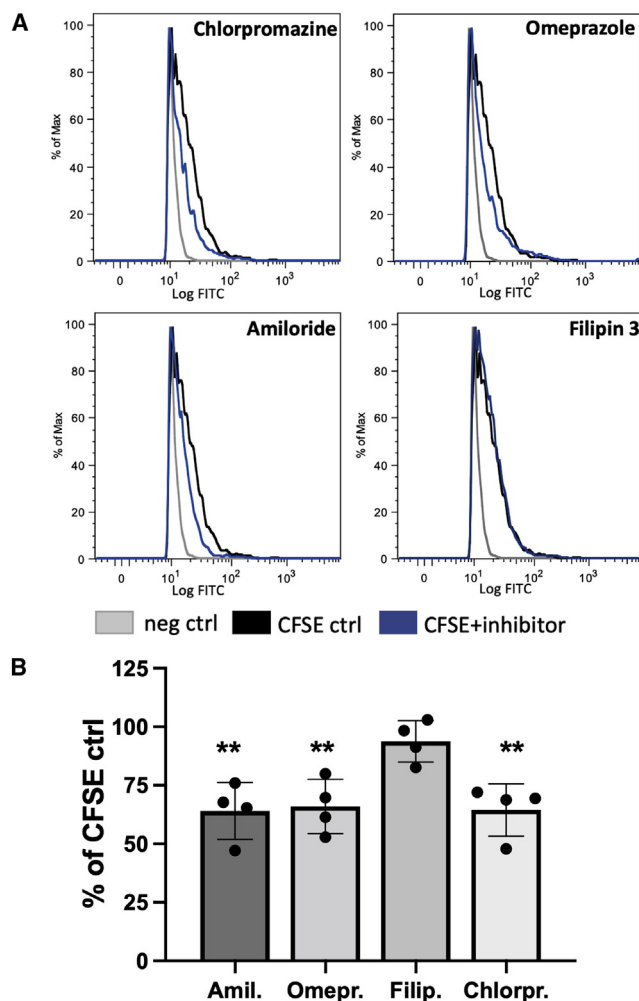 A
Chlorpromazine
100
80
60
40
20
0
% of Max
0 10¹ 10² 10³
Log FITC
Omeprazole
100
80
60
40
20
0
% of Max
0 10¹ 10² 10³
Log FITC
Amiloride
100
80
60
40
20
0
% of Max
0 10¹ 10² 10³
Log FITC
Filipin 3
100
80
60
40
20
0
% of Max
0 10¹ 10² 10³
Log FITC
neg ctrl CFSE ctrl CFSE+inhibitor
B
125
100
75
50
25
0
% of CFSE ctrl
** ** **
Amil. Omepr. Filip. Chlorpr.